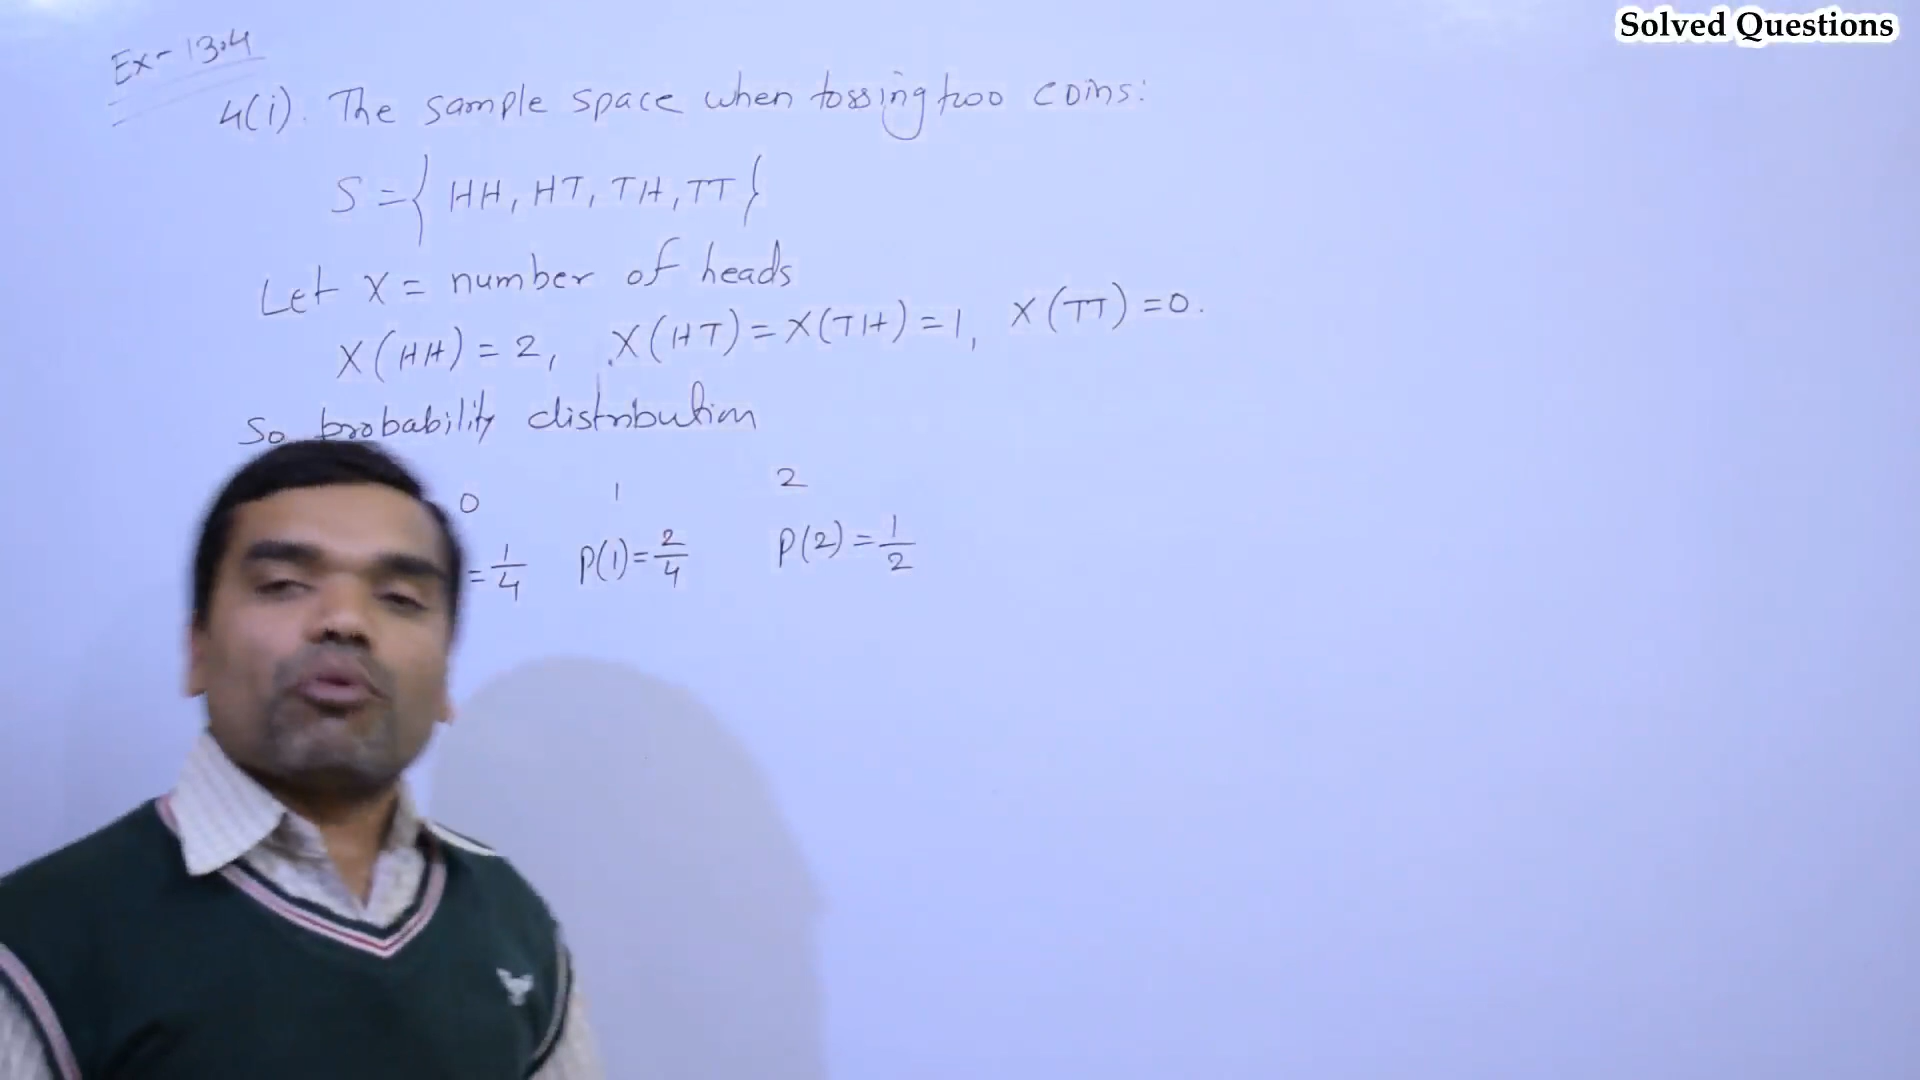 Solved Questions
Ex- 13.4
4(i). The sample space when tossing two coins:
S = { HH, HT, TH, TT }
Let X = number of heads
X(HH) = 2, X(HT) = X(TH) = 1, X(TT) = 0.
So probability distribution
0 1 2
= 1/4 P(1) = 2/4 P(2) = 1/2